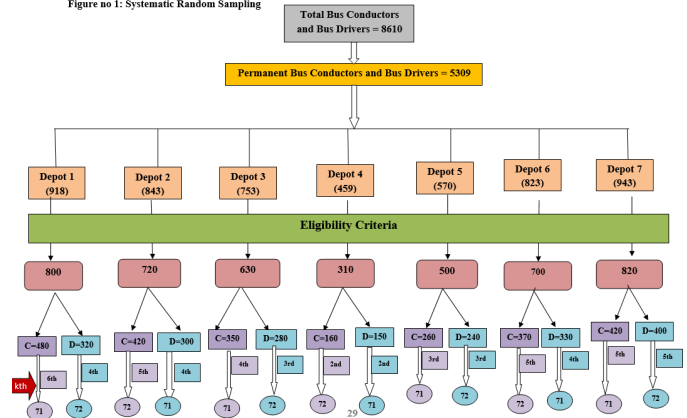 Figure no 1: Systematic Random Sampling
Total Bus Conductors
and Bus Drivers = 8610
Permanent Bus Conductors and Bus Drivers = 5309
Depot 1
(918)
Depot 2
(843)
Depot 3
(753)
Depot 4
(459)
Depot 5
(570)
Depot 6
(823)
Depot 7
(943)
Eligibility Criteria
800
720
630
310
500
700
820
C=480
D=320
C=420
D=300
C=350
D=280
C=160
D=150
C=260
D=240
C=370
D=330
C=420
D=400
kth
6th
4th
5th
4th
4th
3rd
2nd
2nd
3rd
3rd
5th
4th
5th
5th
71
72
72
71
71
72
72
71
71
72
72
71
71
72
29